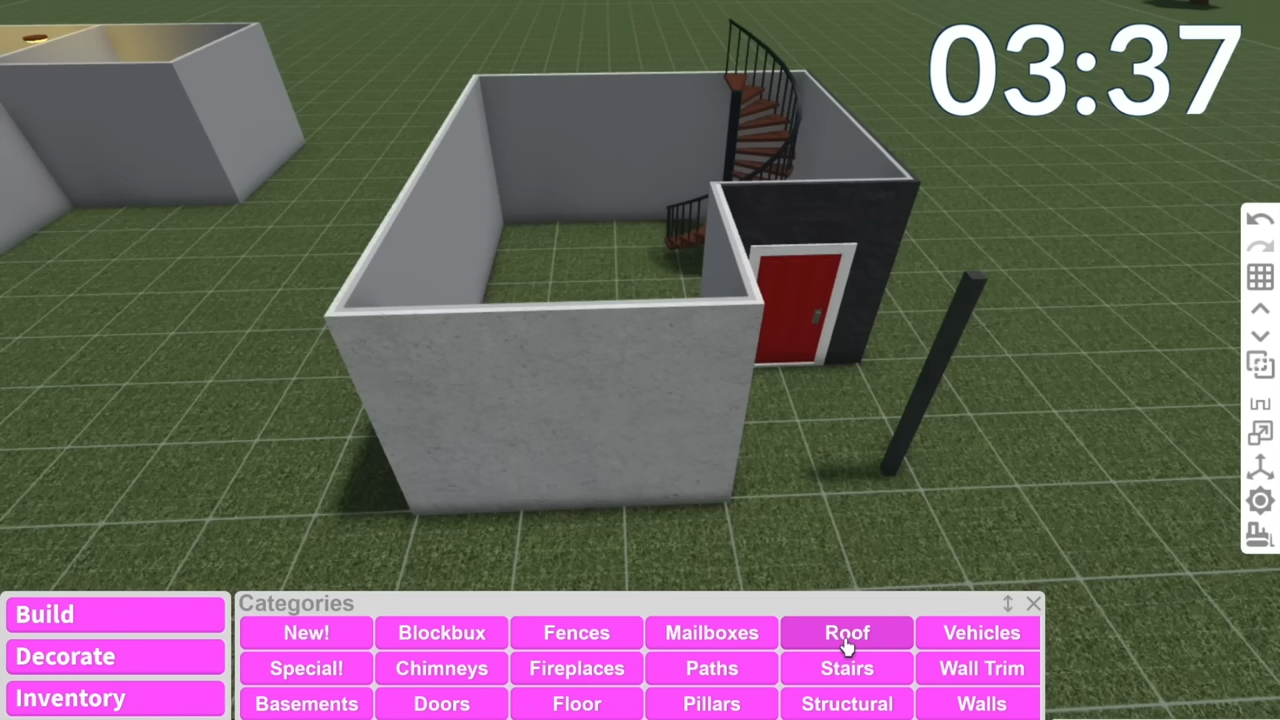 03:37
Build
Decorate
Inventory
Categories
New! Blockbux Fences Mailboxes Roof Vehicles
Special! Chimneys Fireplaces Paths Stairs Wall Trim
Basements Doors Floor Pillars Structural Walls